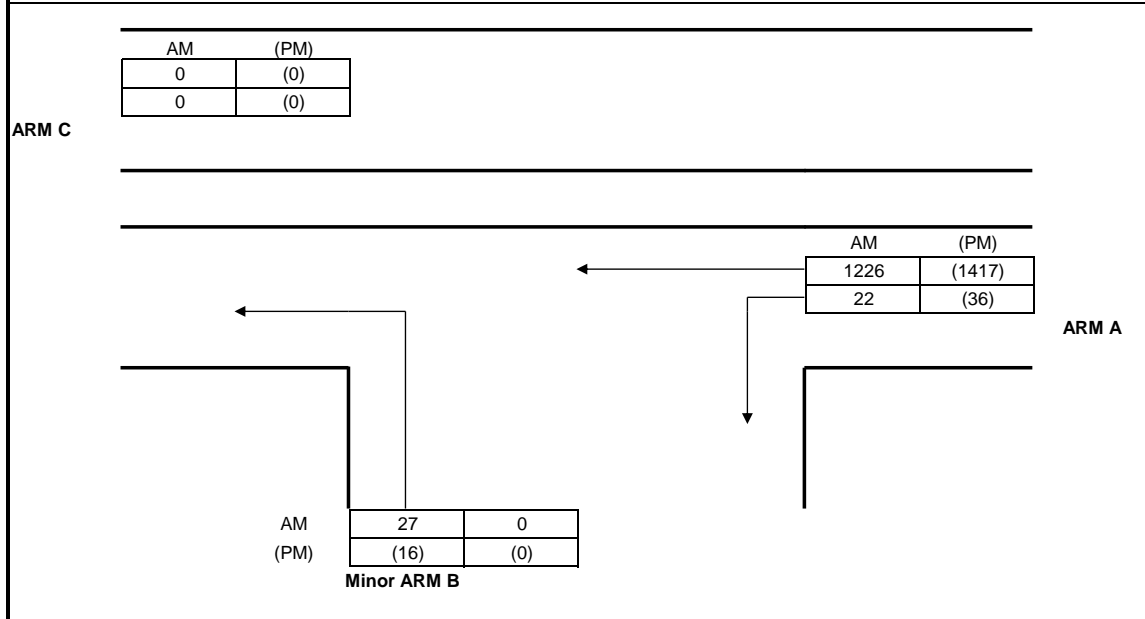 AM (PM)
0 (0)
0 (0)
ARM C
AM (PM)
1226 (1417)
22 (36)
ARM A
AM 27 0
(PM) (16) (0)
Minor ARM B